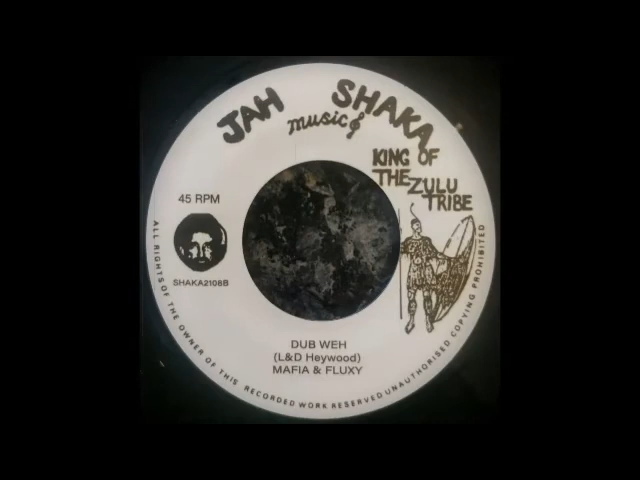 JAH SHAKA
music
KING OF
THE ZULU
TRIBE
45 RPM
SHAKA2108B
DUB WEH
(L&D Heywood)
MAFIA & FLUXY
ALL RIGHTS OF THE OWNER OF THIS RECORDED WORK RESERVED UNAUTHORISED COPYING PROHIBITED